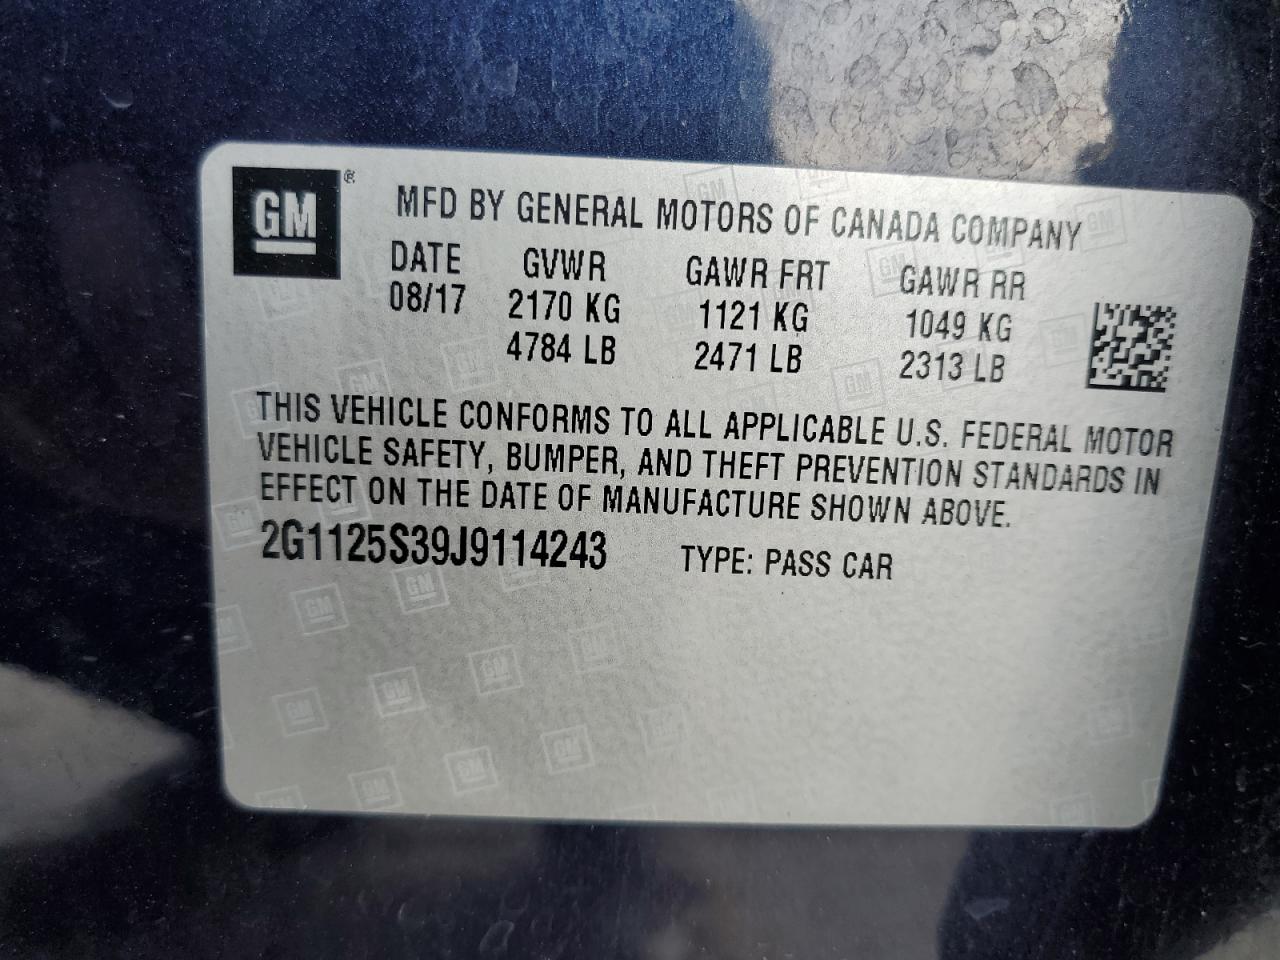 GM ®
MFD BY GENERAL MOTORS OF CANADA COMPANY
DATE GVWR GAWR FRT GAWR RR
08/17 2170 KG 1121 KG 1049 KG
4784 LB 2471 LB 2313 LB
THIS VEHICLE CONFORMS TO ALL APPLICABLE U.S. FEDERAL MOTOR
VEHICLE SAFETY, BUMPER, AND THEFT PREVENTION STANDARDS IN
EFFECT ON THE DATE OF MANUFACTURE SHOWN ABOVE.
2G1125S39J9114243 TYPE: PASS CAR